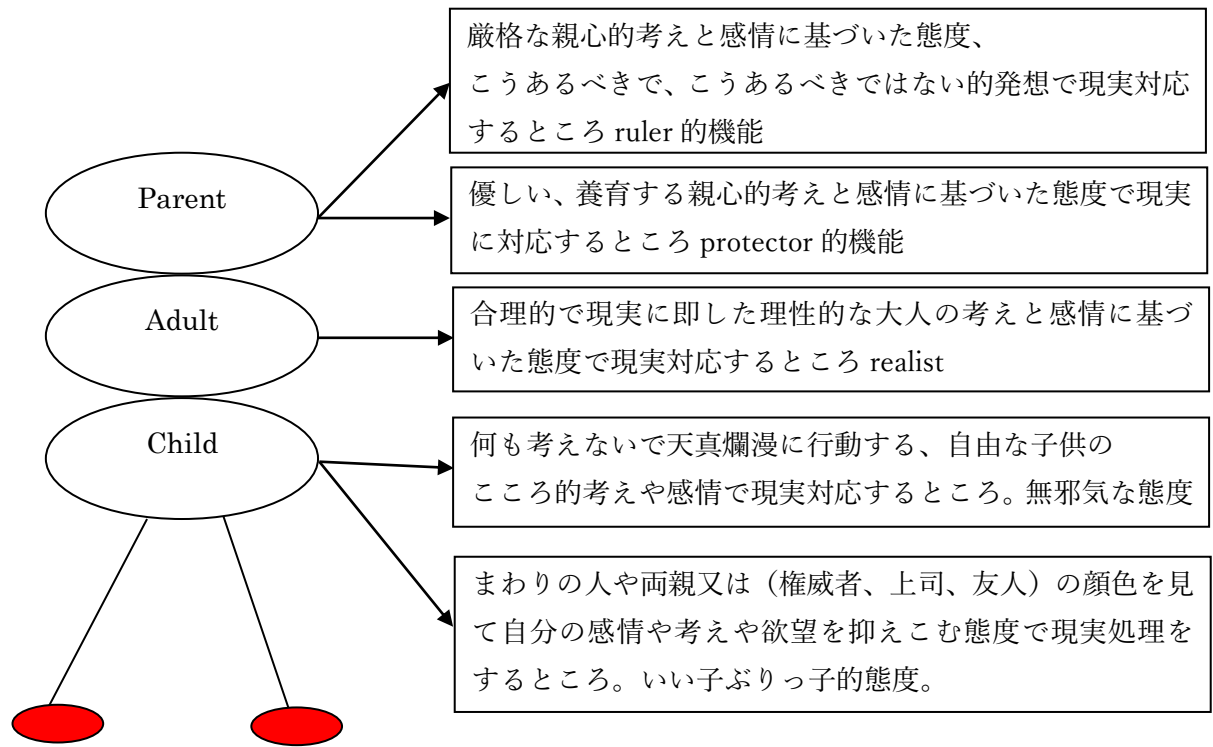 厳格な親心的考えと感情に基づいた態度、
こうあるべきで、こうあるべきではない的発想で現実対応
するところ ruler 的機能
Parent
優しい、養育する親心的考えと感情に基づいた態度で現実
に対応するところ protector 的機能
Adult
合理的で現実に即した理性的な大人の考えと感情に基づ
いた態度で現実対応するところ realist
Child
何も考えないで天真爛漫に行動する、自由な子供の
こころ的考えや感情で現実対応するところ。無邪気な態度
まわりの人や両親又は（権威者、上司、友人）の顔色を見
て自分の感情や考えや欲望を抑えこむ態度で現実処理を
するところ。いい子ぶりっ子的態度。